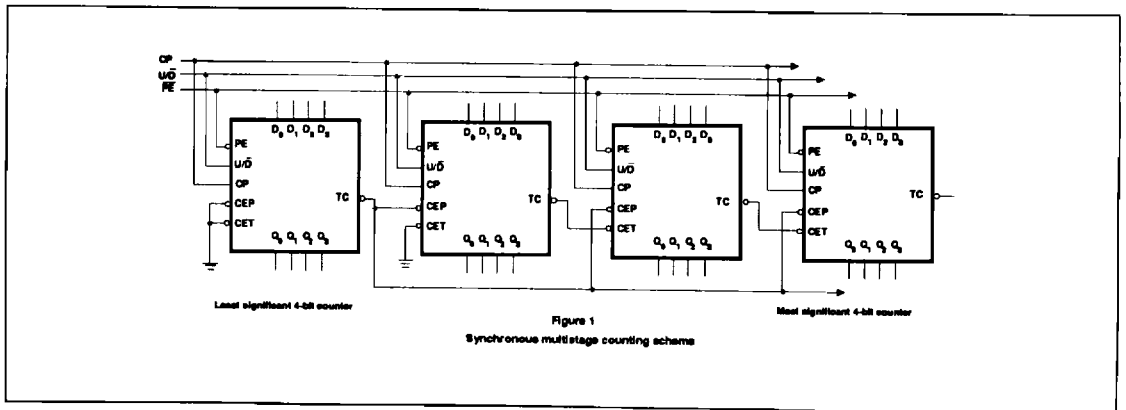 CP
U/D̅
P̅E̅
D₀ D₁ D₂ D₃
PE
U/D̅
CP
TC
CEP
CET
Q₀ Q₁ Q₂ Q₃
D₀ D₁ D₂ D₃
PE
U/D̅
CP
TC
CEP
CET
Q₀ Q₁ Q₂ Q₃
D₀ D₁ D₂ D₃
PE
U/D̅
CP
TC
CEP
CET
Q₀ Q₁ Q₂ Q₃
D₀ D₁ D₂ D₃
PE
U/D̅
CP
TC
CEP
CET
Q₀ Q₁ Q₂ Q₃
Least significant 4-bit counter
Most significant 4-bit counter
Figure 1
Synchronous multistage counting scheme